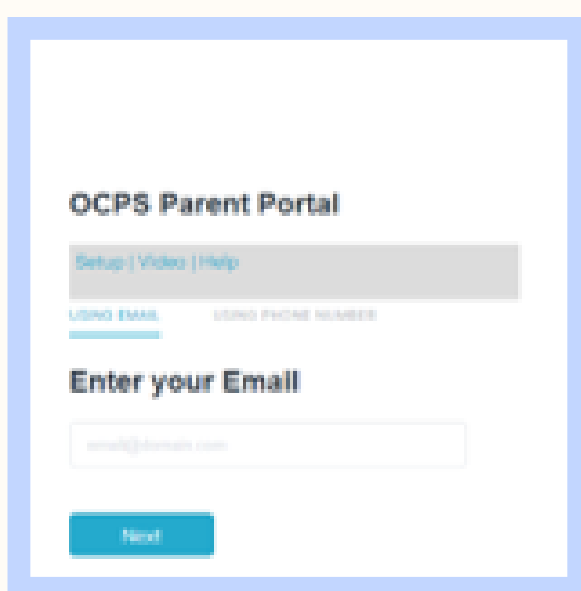 OCPS Parent Portal
Setup | Video | Help
USING EMAIL USING PHONE NUMBER
Enter your Email
email@domain.com
Next